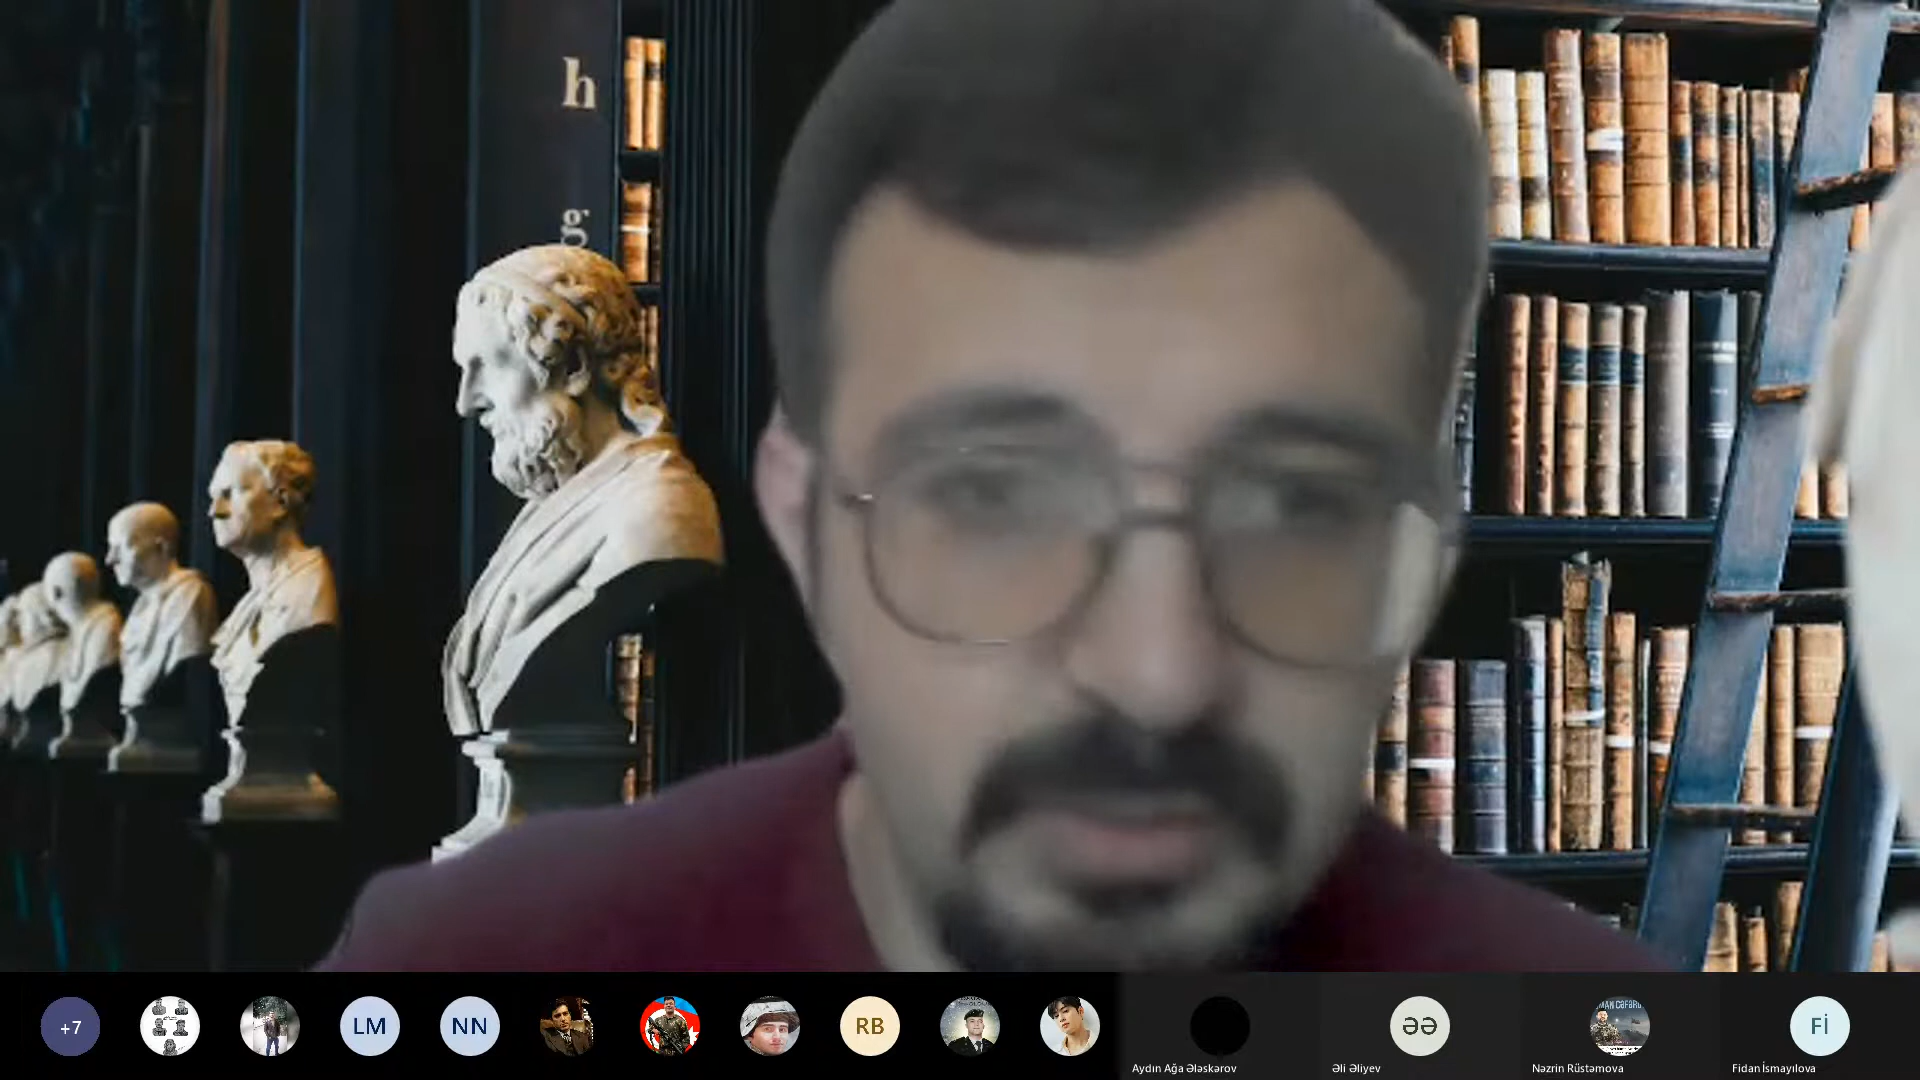 h
g
+7
LM
NN
RB
ƏƏ
Fİ
Aydın Ağa Ələskərov
Əli Əliyev
Nəzrin Rüstəmova
Fidan İsmayılova